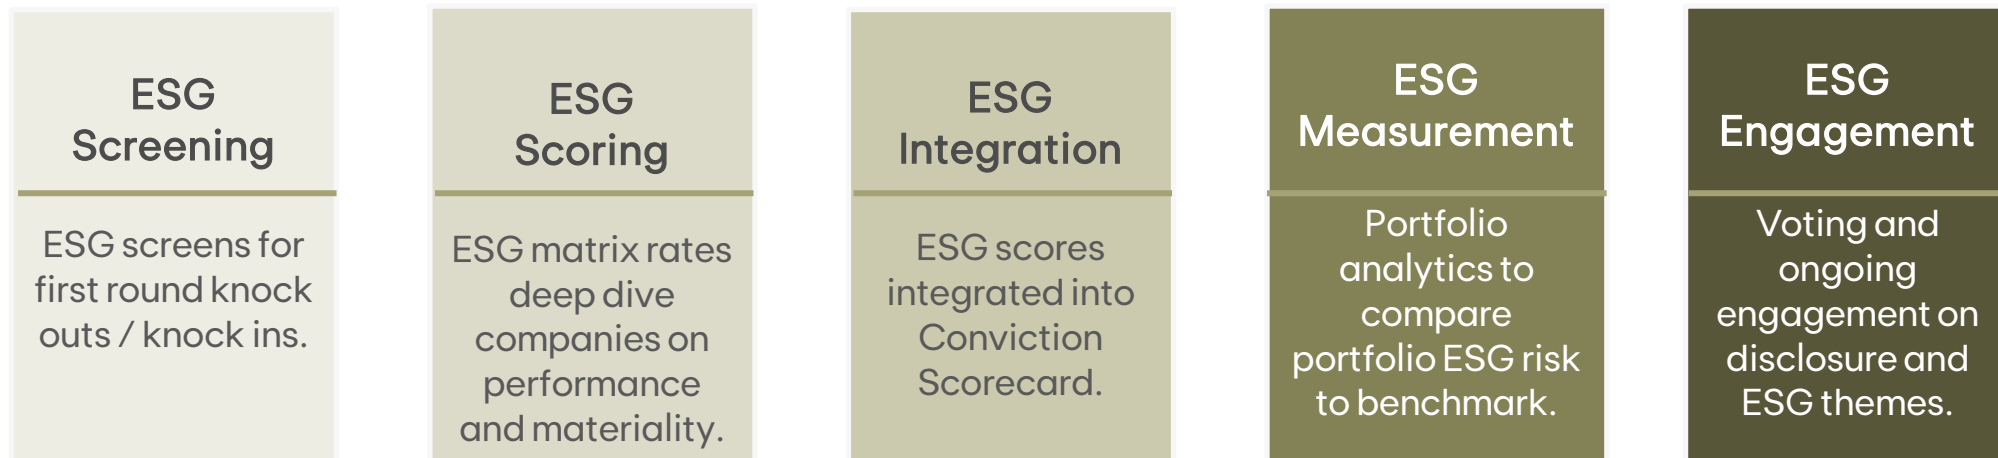 ESG
Screening
ESG screens for
first round knock
outs / knock ins.
ESG
Scoring
ESG matrix rates
deep dive
companies on
performance
and materiality.
ESG
Integration
ESG scores
integrated into
Conviction
Scorecard.
ESG
Measurement
Portfolio
analytics to
compare
portfolio ESG risk
to benchmark.
ESG
Engagement
Voting and
ongoing
engagement on
disclosure and
ESG themes.